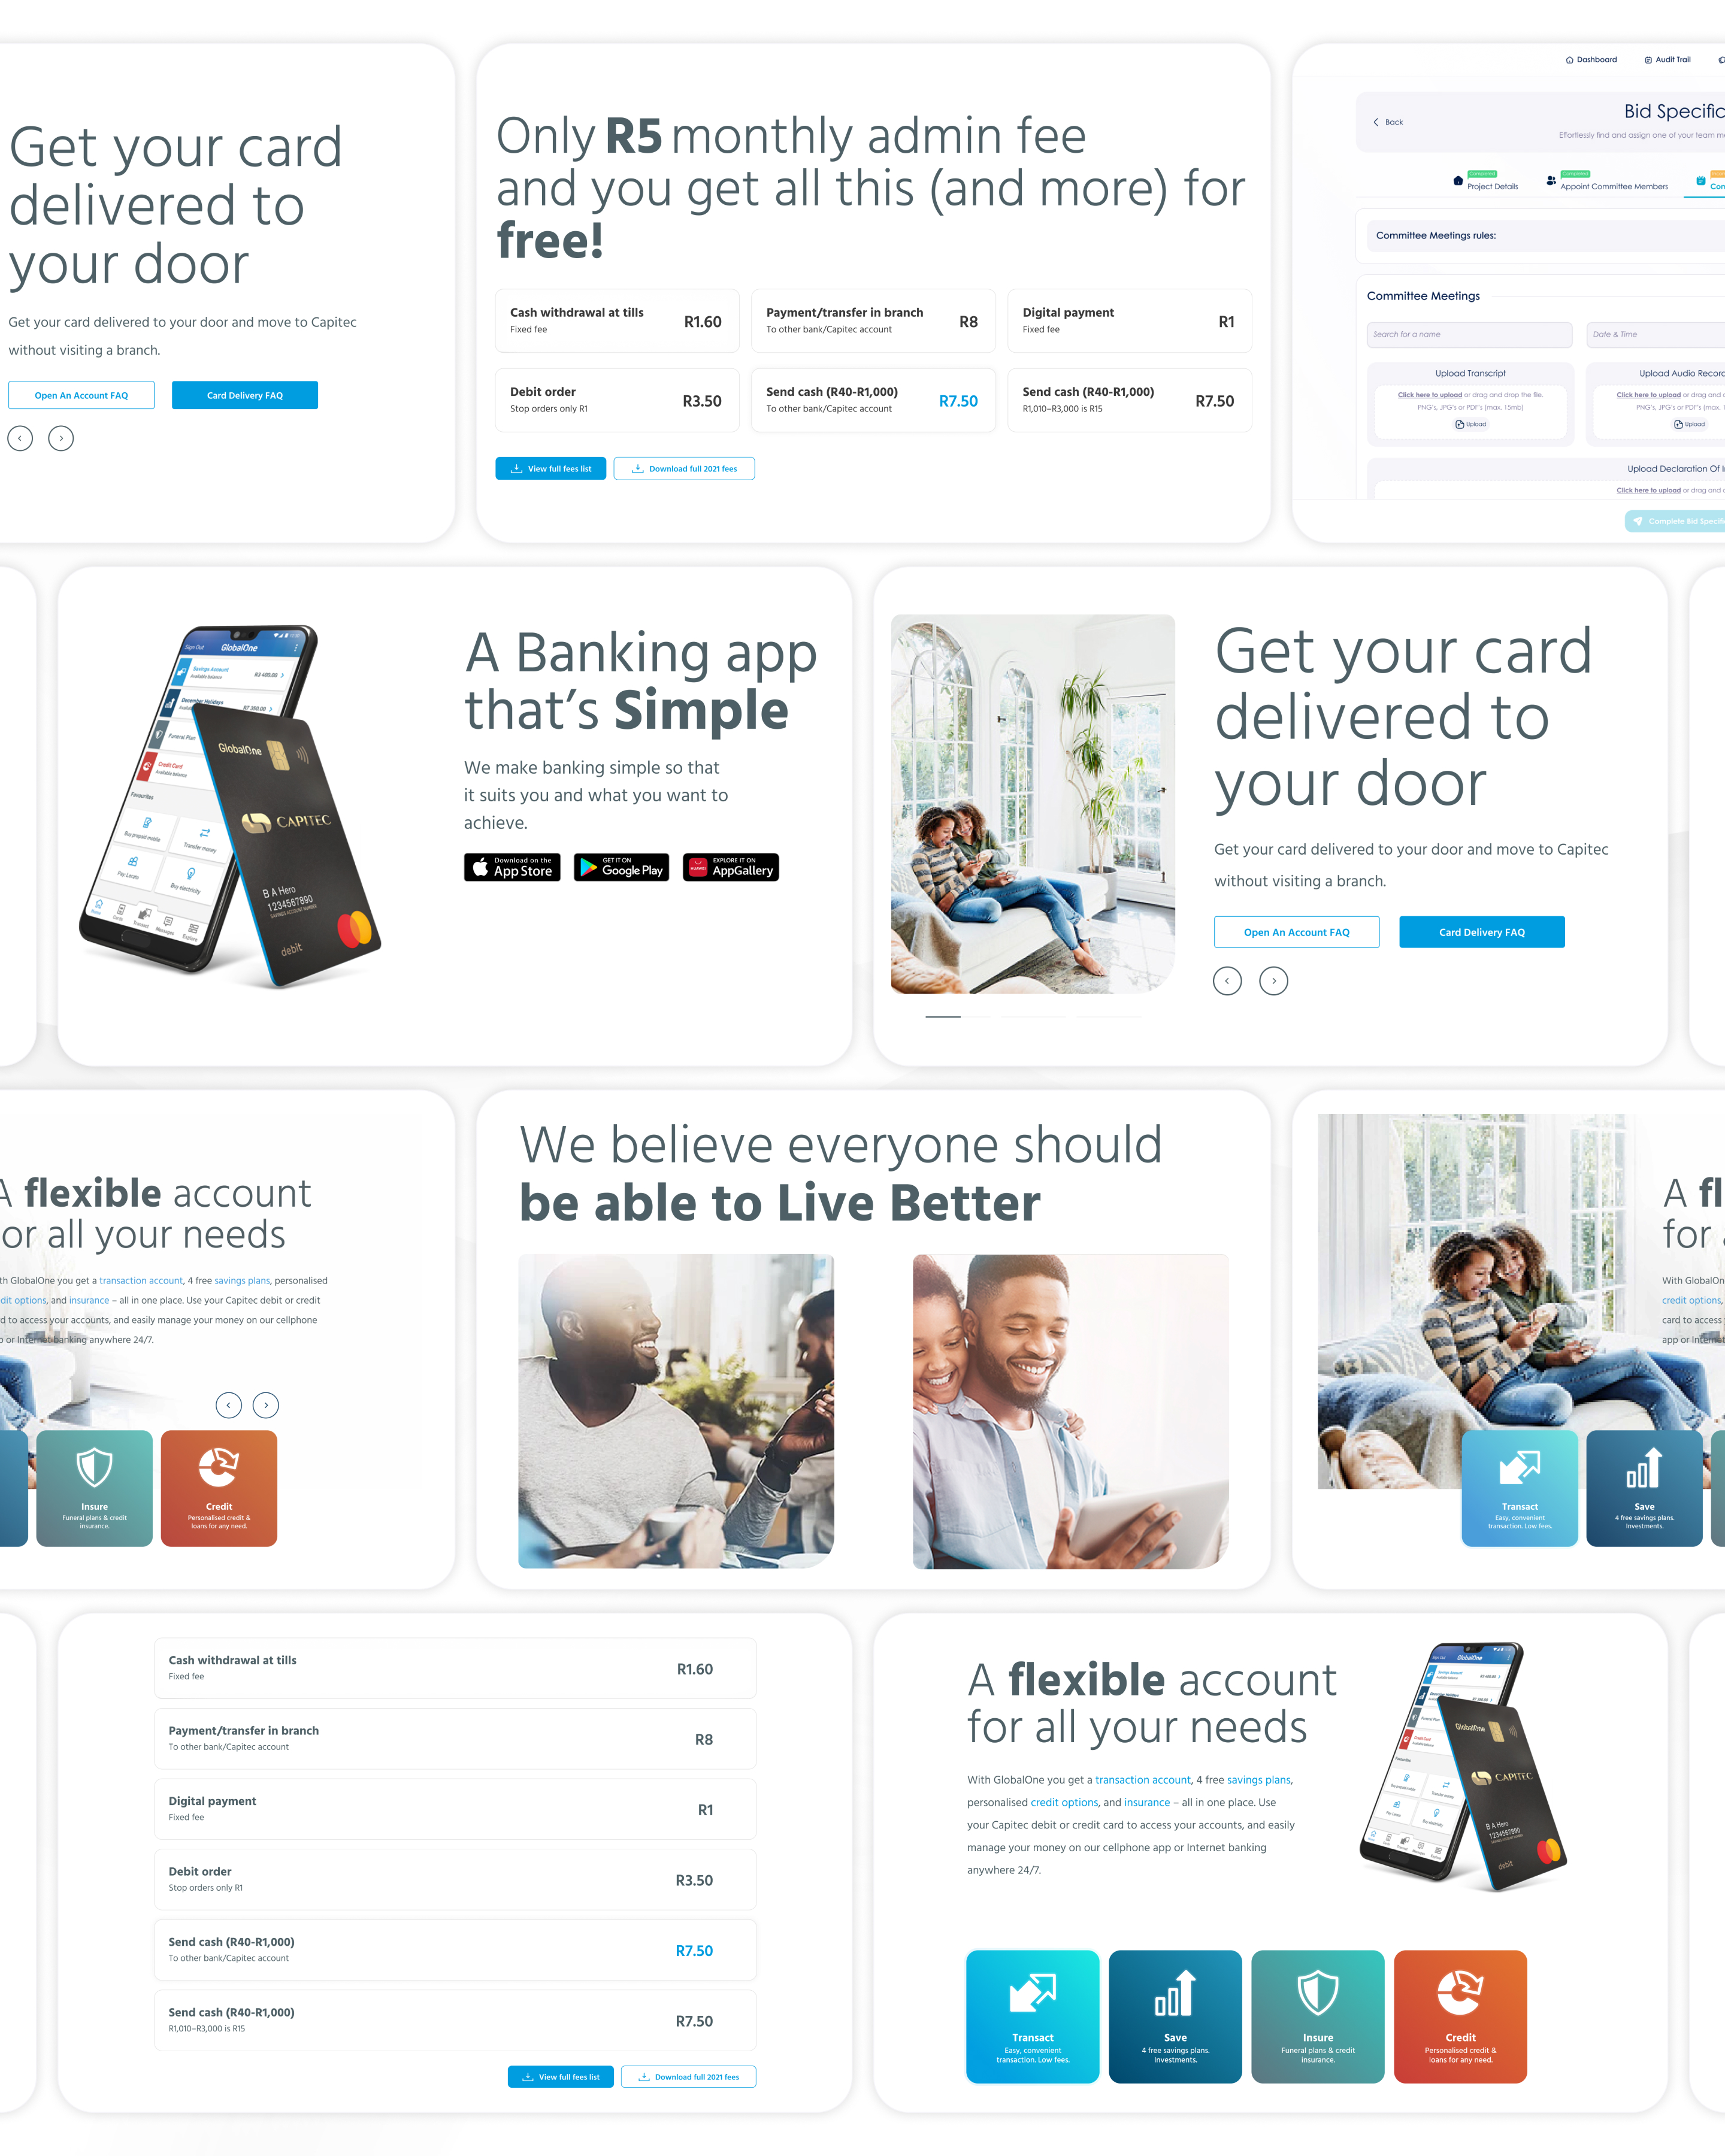 Get your card
delivered to
your door
Get your card delivered to your door and move to Capitec
without visiting a branch.
Open An Account FAQ
Card Delivery FAQ
Only R5 monthly admin fee
and you get all this (and more) for
free!
Cash withdrawal at tills
Fixed fee
R1.60
Payment/transfer in branch
To other bank/Capitec account
R8
Digital payment
Fixed fee
R1
Debit order
Stop orders only R1
R3.50
Send cash (R40-R1,000)
To other bank/Capitec account
R7.50
Send cash (R40-R1,000)
R1,010–R3,000 is R15
R7.50
View full fees list
Download full 2021 fees
Dashboard
Audit Trail
Back
Bid Specific
Effortlessly find and assign one of your team m
Completed
Project Details
Completed
Appoint Committee Members
Committee Meetings rules:
Committee Meetings
Search for a name
Date & Time
Upload Transcript
Click here to upload or drag and drop the file.
PNG's, JPG's or PDF's (max. 15mb)
Upload
Upload Audio Recor
Click here to upload or drag and
PNG's, JPG's or PDF's (max.
Upload
Upload Declaration Of I
Click here to upload or drag and
Complete Bid Specifi
Sign Out
GlobalOne
Savings Account
Available balance
R3 400.00
December Holidays
R7 350.00
Funeral Plan
Credit Card
Available balance
Favourites
Buy prepaid mobile
Transfer money
Buy electricity
Home
Cards
Transact
Messages
Explore
GlobalOne
CAPITEC
B A Hero
1234567890
SAVINGS ACCOUNT NUMBER
debit
A Banking app
that's Simple
We make banking simple so that
it suits you and what you want to
achieve.
Download on the
App Store
GET IT ON
Google Play
HUAWEI
EXPLORE IT ON
AppGallery
Get your card
delivered to
your door
Get your card delivered to your door and move to Capitec
without visiting a branch.
Open An Account FAQ
Card Delivery FAQ
A flexible account
or all your needs
th GlobalOne you get a transaction account, 4 free savings plans, personalised
dit options, and insurance – all in one place. Use your Capitec debit or credit
d to access your accounts, and easily manage your money on our cellphone
or Internet banking anywhere 24/7.
Insure
Funeral plans & credit
insurance.
Credit
Personalised credit &
loans for any need.
We believe everyone should
be able to Live Better
A fl
for
With GlobalOn
credit options,
card to access
app or Internet
Transact
Easy, convenient
transaction. Low fees.
Save
4 free savings plans.
Investments.
Cash withdrawal at tills
Fixed fee
R1.60
Payment/transfer in branch
To other bank/Capitec account
R8
Digital payment
Fixed fee
R1
Debit order
Stop orders only R1
R3.50
Send cash (R40-R1,000)
To other bank/Capitec account
R7.50
Send cash (R40-R1,000)
R1,010–R3,000 is R15
R7.50
View full fees list
Download full 2021 fees
A flexible account
for all your needs
With GlobalOne you get a transaction account, 4 free savings plans,
personalised credit options, and insurance – all in one place. Use
your Capitec debit or credit card to access your accounts, and easily
manage your money on our cellphone app or Internet banking
anywhere 24/7.
GlobalOne
GlobalOne
CAPITEC
B A Hero
1234567890
debit
Transact
Easy, convenient
transaction. Low fees.
Save
4 free savings plans.
Investments.
Insure
Funeral plans & credit
insurance.
Credit
Personalised credit &
loans for any need.